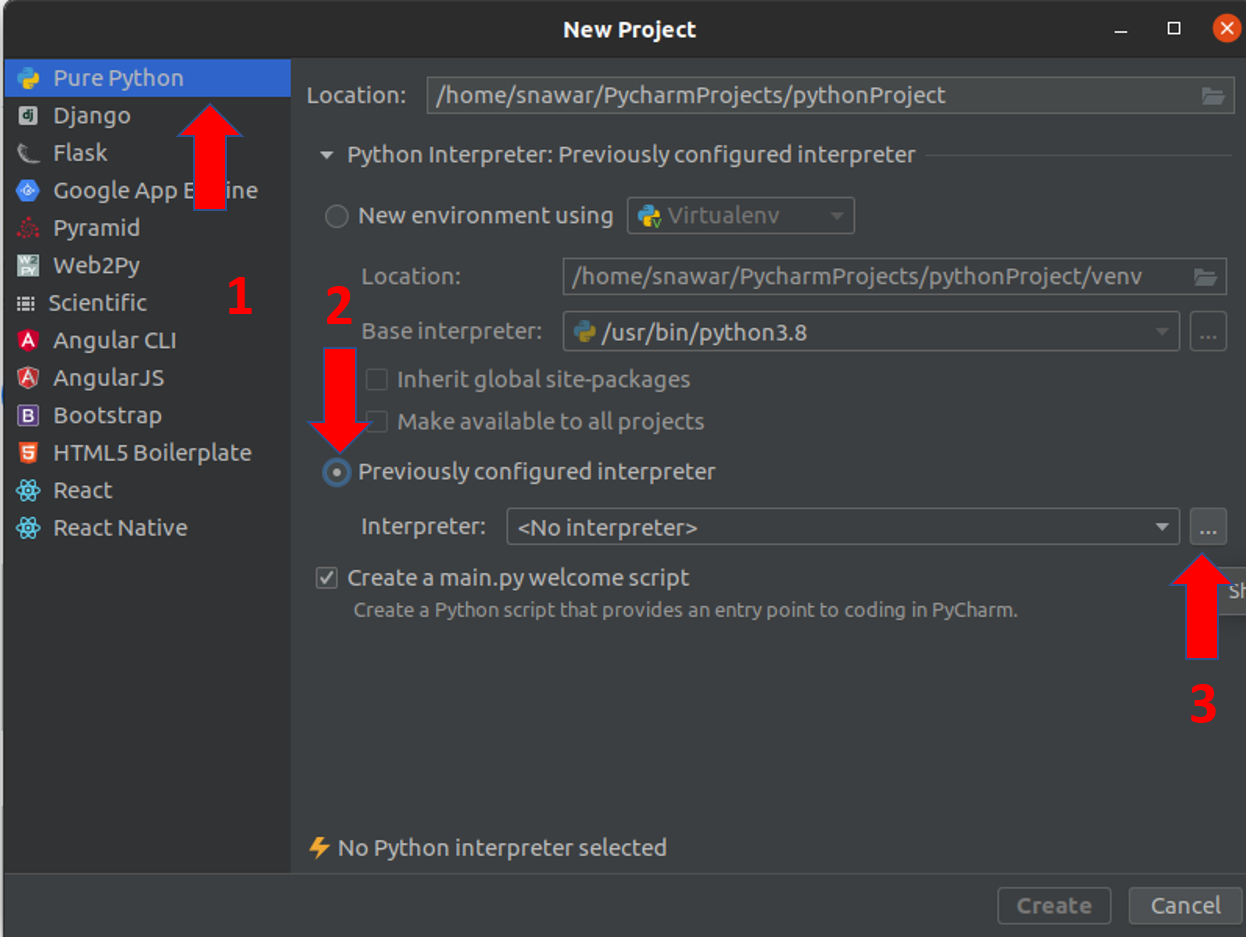 New Project
Pure Python
Django
Flask
Google App Engine
Pyramid
Web2Py
Scientific
Angular CLI
AngularJS
Bootstrap
HTML5 Boilerplate
React
React Native
1
Location: /home/snawar/PycharmProjects/pythonProject
Python Interpreter: Previously configured interpreter
New environment using Virtualenv
Location: /home/snawar/PycharmProjects/pythonProject/venv
2
Base interpreter: /usr/bin/python3.8 ...
Inherit global site-packages
Make available to all projects
Previously configured interpreter
Interpreter: <No interpreter> ...
Create a main.py welcome script
Create a Python script that provides an entry point to coding in PyCharm.
3
No Python interpreter selected
Create Cancel